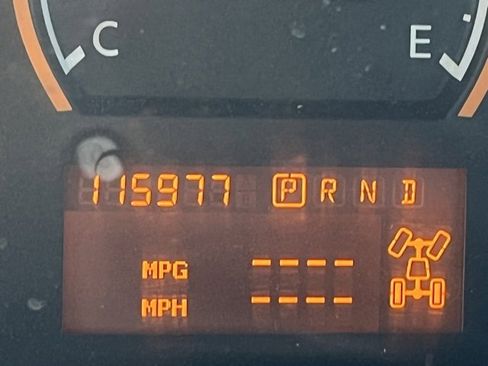 C E
115977 P R N D
MPG ----
MPH ----